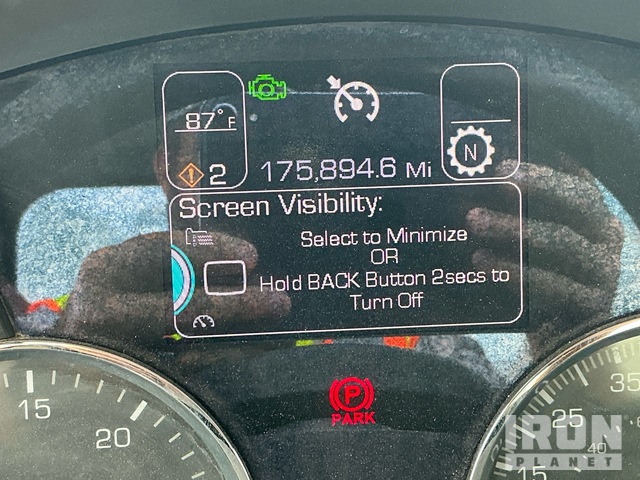 87°F
2
175,894.6 Mi
N
Screen Visibility:
Select to Minimize
OR
Hold BACK Button 2secs to
Turn Off
P
PARK
15
20
15
25
35
40
IRON
PLANET